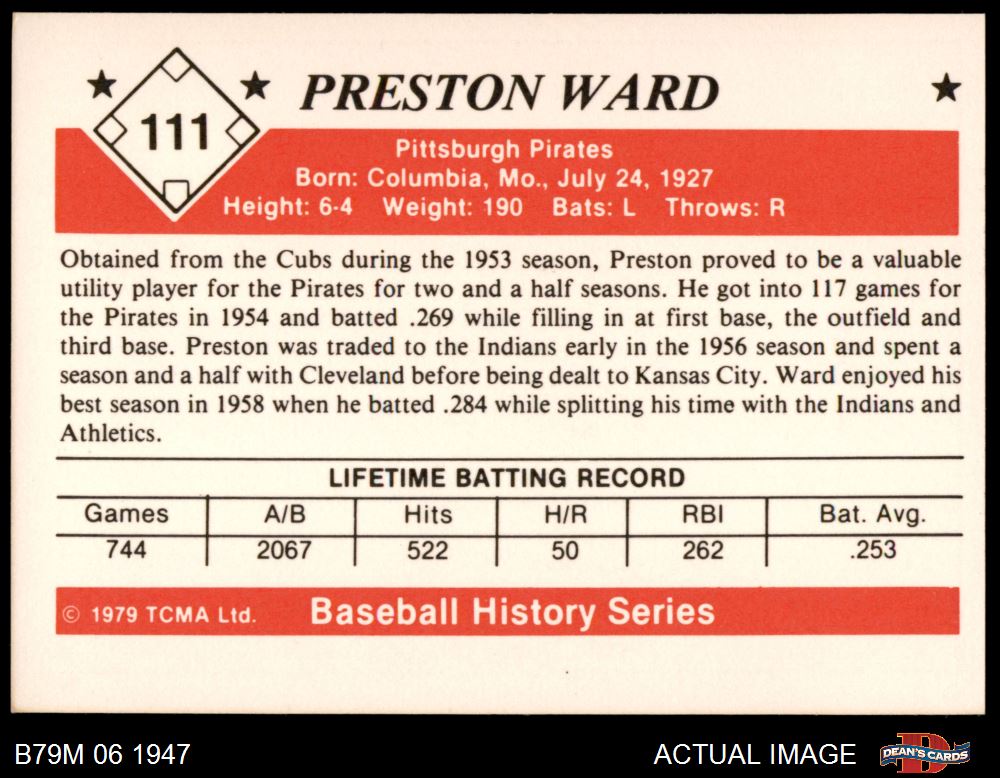 111
PRESTON WARD
Pittsburgh Pirates
Born: Columbia, Mo., July 24, 1927
Height: 6-4 Weight: 190 Bats: L Throws: R
Obtained from the Cubs during the 1953 season, Preston proved to be a valuable
utility player for the Pirates for two and a half seasons. He got into 117 games for
the Pirates in 1954 and batted .269 while filling in at first base, the outfield and
third base. Preston was traded to the Indians early in the 1956 season and spent a
season and a half with Cleveland before being dealt to Kansas City. Ward enjoyed his
best season in 1958 when he batted .284 while splitting his time with the Indians and
Athletics.
LIFETIME BATTING RECORD
Games A/B Hits H/R RBI Bat. Avg.
744 2067 522 50 262 .253
© 1979 TCMA Ltd. Baseball History Series
B79M 06 1947 ACTUAL IMAGE DEAN'S CARDS